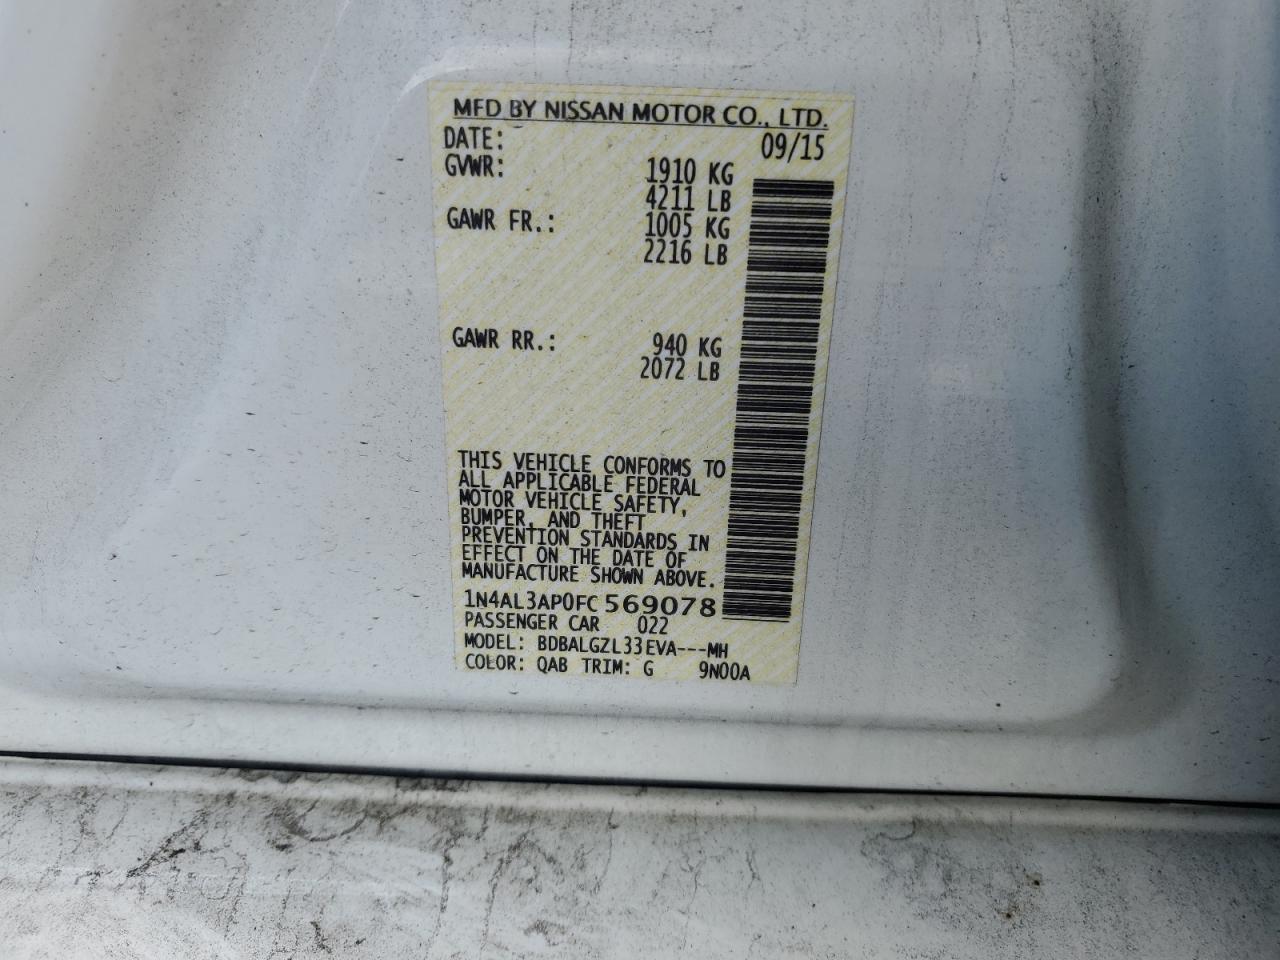 MFD BY NISSAN MOTOR CO., LTD.
DATE: 09/15
GVWR: 1910 KG
4211 LB
GAWR FR.: 1005 KG
2216 LB
GAWR RR.: 940 KG
2072 LB
THIS VEHICLE CONFORMS TO
ALL APPLICABLE FEDERAL
MOTOR VEHICLE SAFETY,
BUMPER, AND THEFT
PREVENTION STANDARDS IN
EFFECT ON THE DATE OF
MANUFACTURE SHOWN ABOVE.
1N4AL3AP0FC569078
PASSENGER CAR 022
MODEL: BDBALGZL33EVA---MH
COLOR: QAB TRIM: G 9N00A